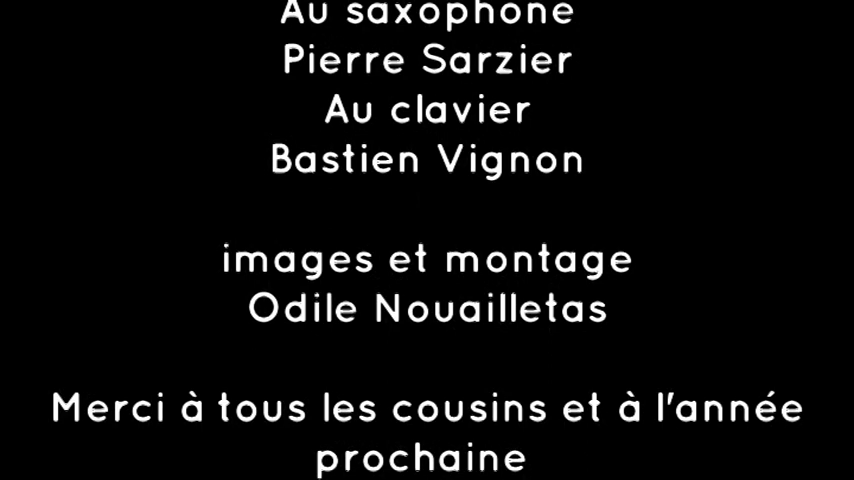 Au saxophone
Pierre Sarzier
Au clavier
Bastien Vignon
images et montage
Odile Nouailletas
Merci à tous les cousins et à l'année
prochaine